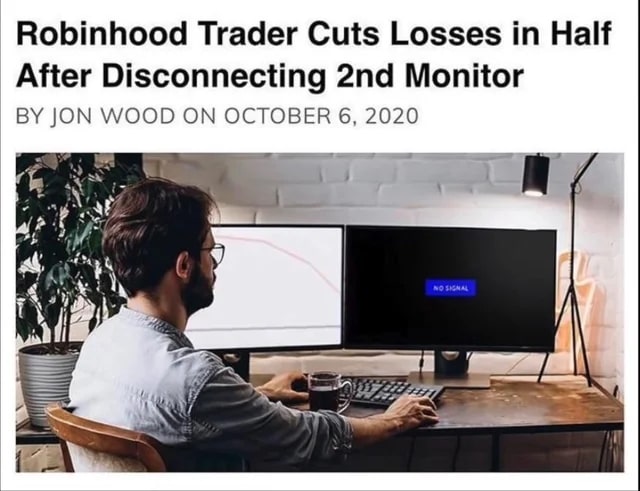 Robinhood Trader Cuts Losses in Half
After Disconnecting 2nd Monitor
BY JON WOOD ON OCTOBER 6, 2020
NO SIGNAL